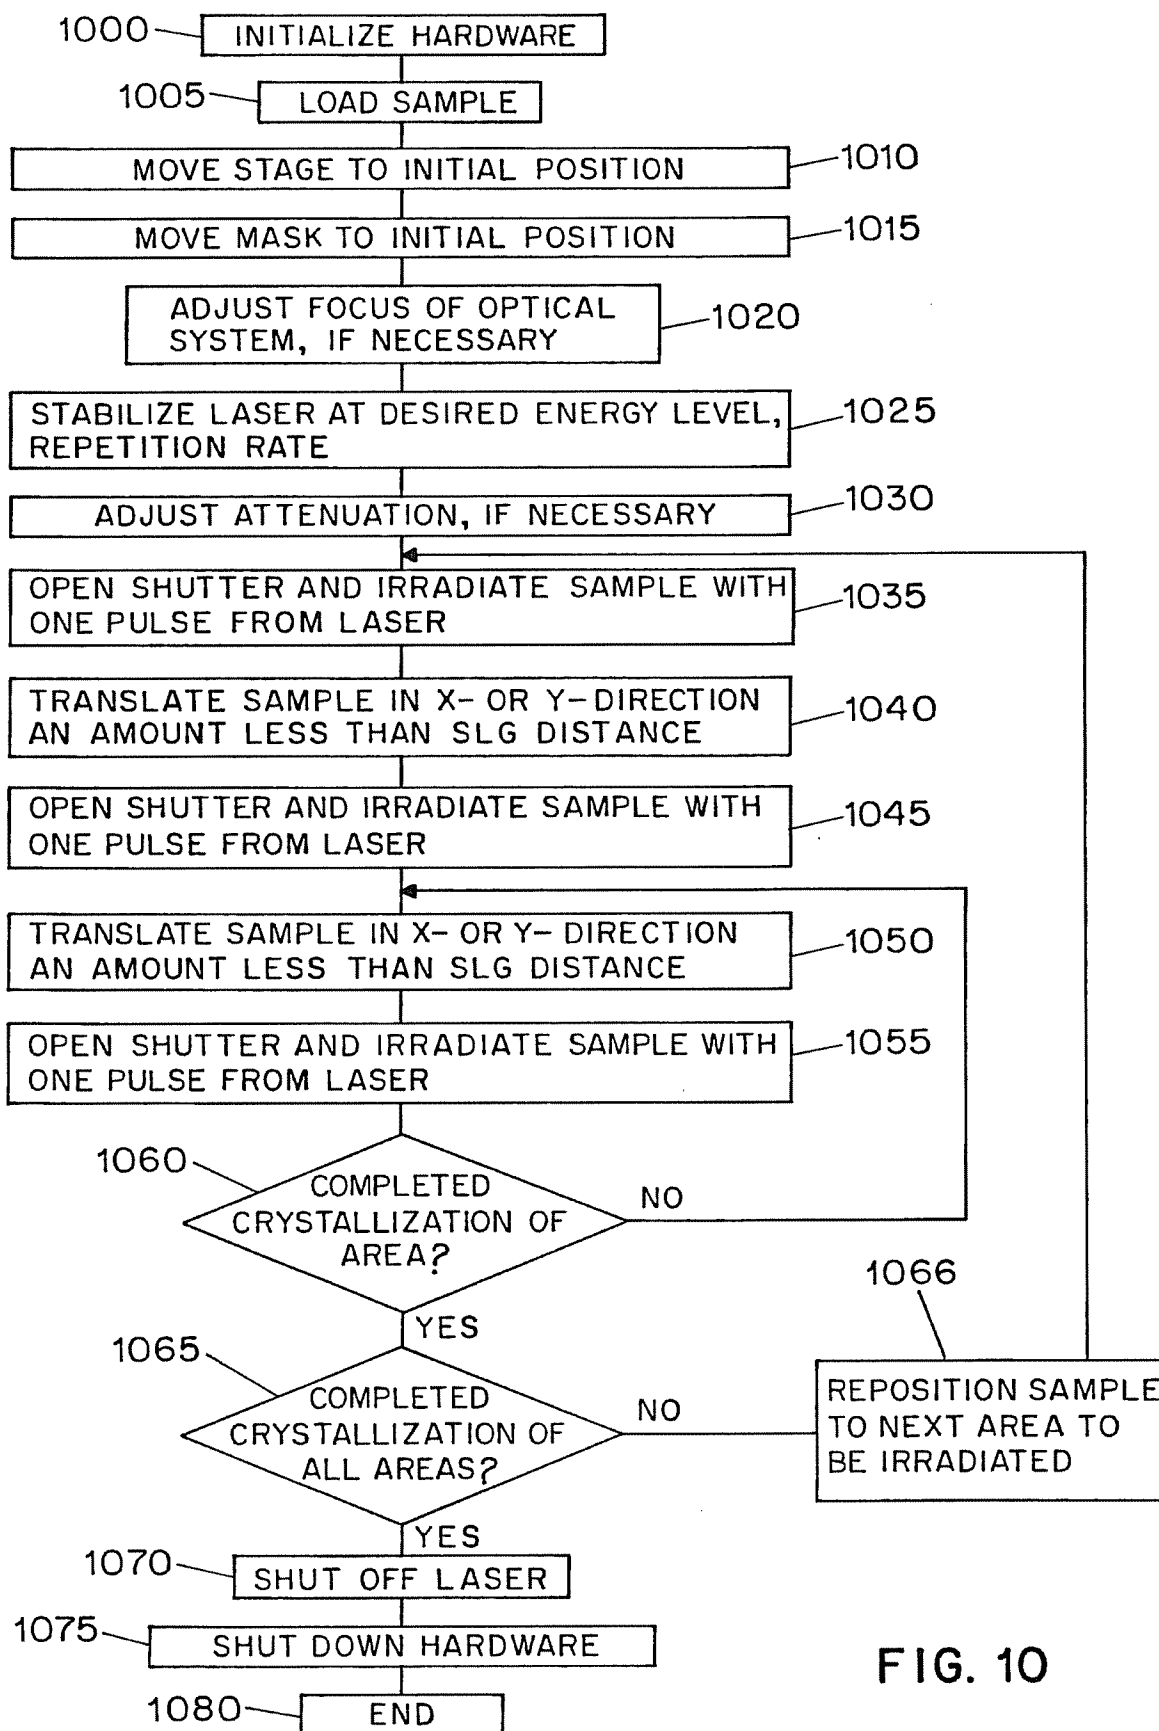 1000
INITIALIZE HARDWARE
1005
LOAD SAMPLE
MOVE STAGE TO INITIAL POSITION
1010
MOVE MASK TO INITIAL POSITION
1015
ADJUST FOCUS OF OPTICAL
SYSTEM, IF NECESSARY
1020
STABILIZE LASER AT DESIRED ENERGY LEVEL,
REPETITION RATE
1025
ADJUST ATTENUATION, IF NECESSARY
1030
OPEN SHUTTER AND IRRADIATE SAMPLE WITH
ONE PULSE FROM LASER
1035
TRANSLATE SAMPLE IN X- OR Y-DIRECTION
AN AMOUNT LESS THAN SLG DISTANCE
1040
OPEN SHUTTER AND IRRADIATE SAMPLE WITH
ONE PULSE FROM LASER
1045
TRANSLATE SAMPLE IN X- OR Y- DIRECTION
AN AMOUNT LESS THAN SLG DISTANCE
1050
OPEN SHUTTER AND IRRADIATE SAMPLE WITH
ONE PULSE FROM LASER
1055
1060
COMPLETED
CRYSTALLIZATION OF
AREA?
NO
YES
1065
COMPLETED
CRYSTALLIZATION OF
ALL AREAS?
NO
1066
REPOSITION SAMPLE
TO NEXT AREA TO
BE IRRADIATED
YES
1070
SHUT OFF LASER
1075
SHUT DOWN HARDWARE
1080
END
FIG. 10